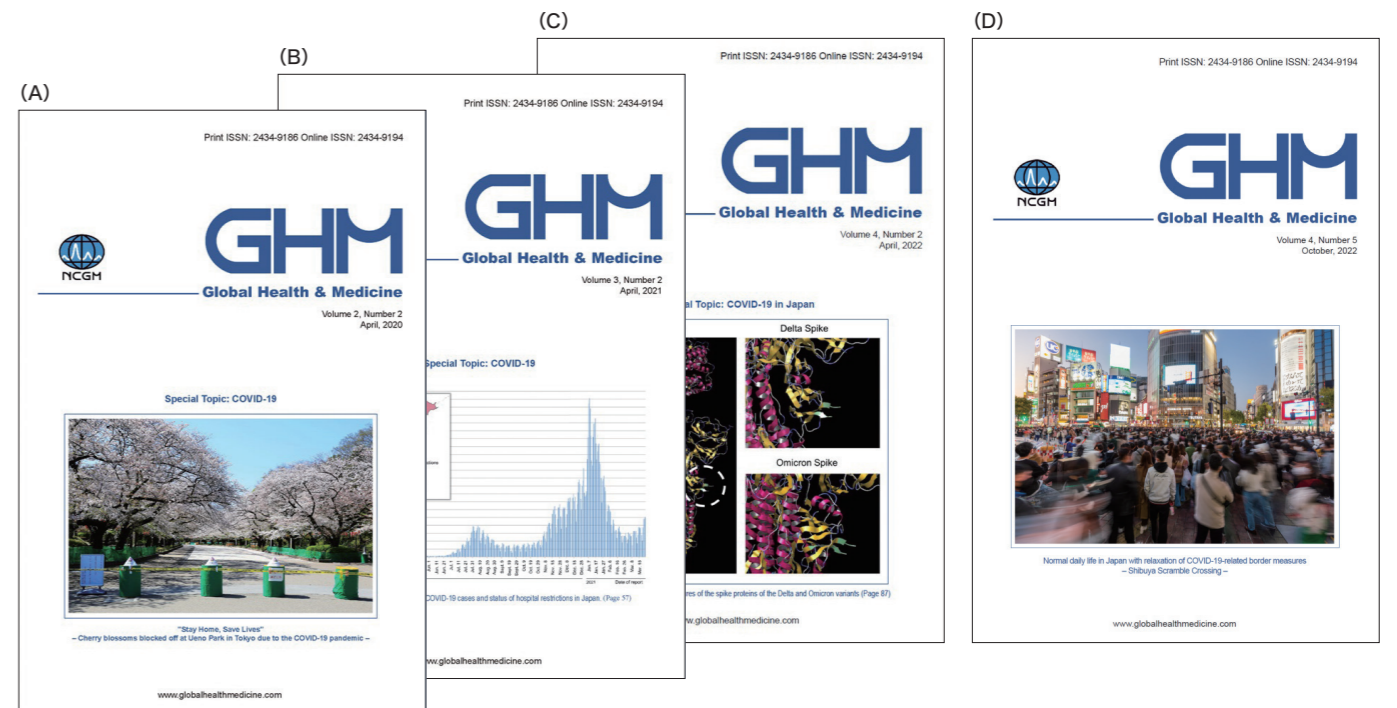 (A)
Print ISSN: 2434-9186 Online ISSN: 2434-9194
GHM
NCGM
Global Health & Medicine
Volume 2, Number 2
April, 2020
Special Topic: COVID-19
"Stay Home, Save Lives"
– Cherry blossoms blocked off at Ueno Park in Tokyo due to the COVID-19 pandemic –
www.globalhealthmedicine.com
(B)
Print ISSN: 2434-9186 Online ISSN: 2434-9194
GHM
Global Health & Medicine
Volume 3, Number 2
April, 2021
Special Topic: COVID-19
2021
Date of report
COVID-19 cases and status of hospital restrictions in Japan. (Page 57)
www.globalhealthmedicine.com
(C)
Print ISSN: 2434-9186 Online ISSN: 2434-9194
GHM
Global Health & Medicine
Volume 4, Number 2
April, 2022
al Topic: COVID-19 in Japan
Delta Spike
Omicron Spike
res of the spike proteins of the Delta and Omicron variants (Page 87)
w.globalhealthmedicine.com
(D)
Print ISSN: 2434-9186 Online ISSN: 2434-9194
GHM
NCGM
Global Health & Medicine
Volume 4, Number 5
October, 2022
Normal daily life in Japan with relaxation of COVID-19-related border measures
– Shibuya Scramble Crossing –
www.globalhealthmedicine.com